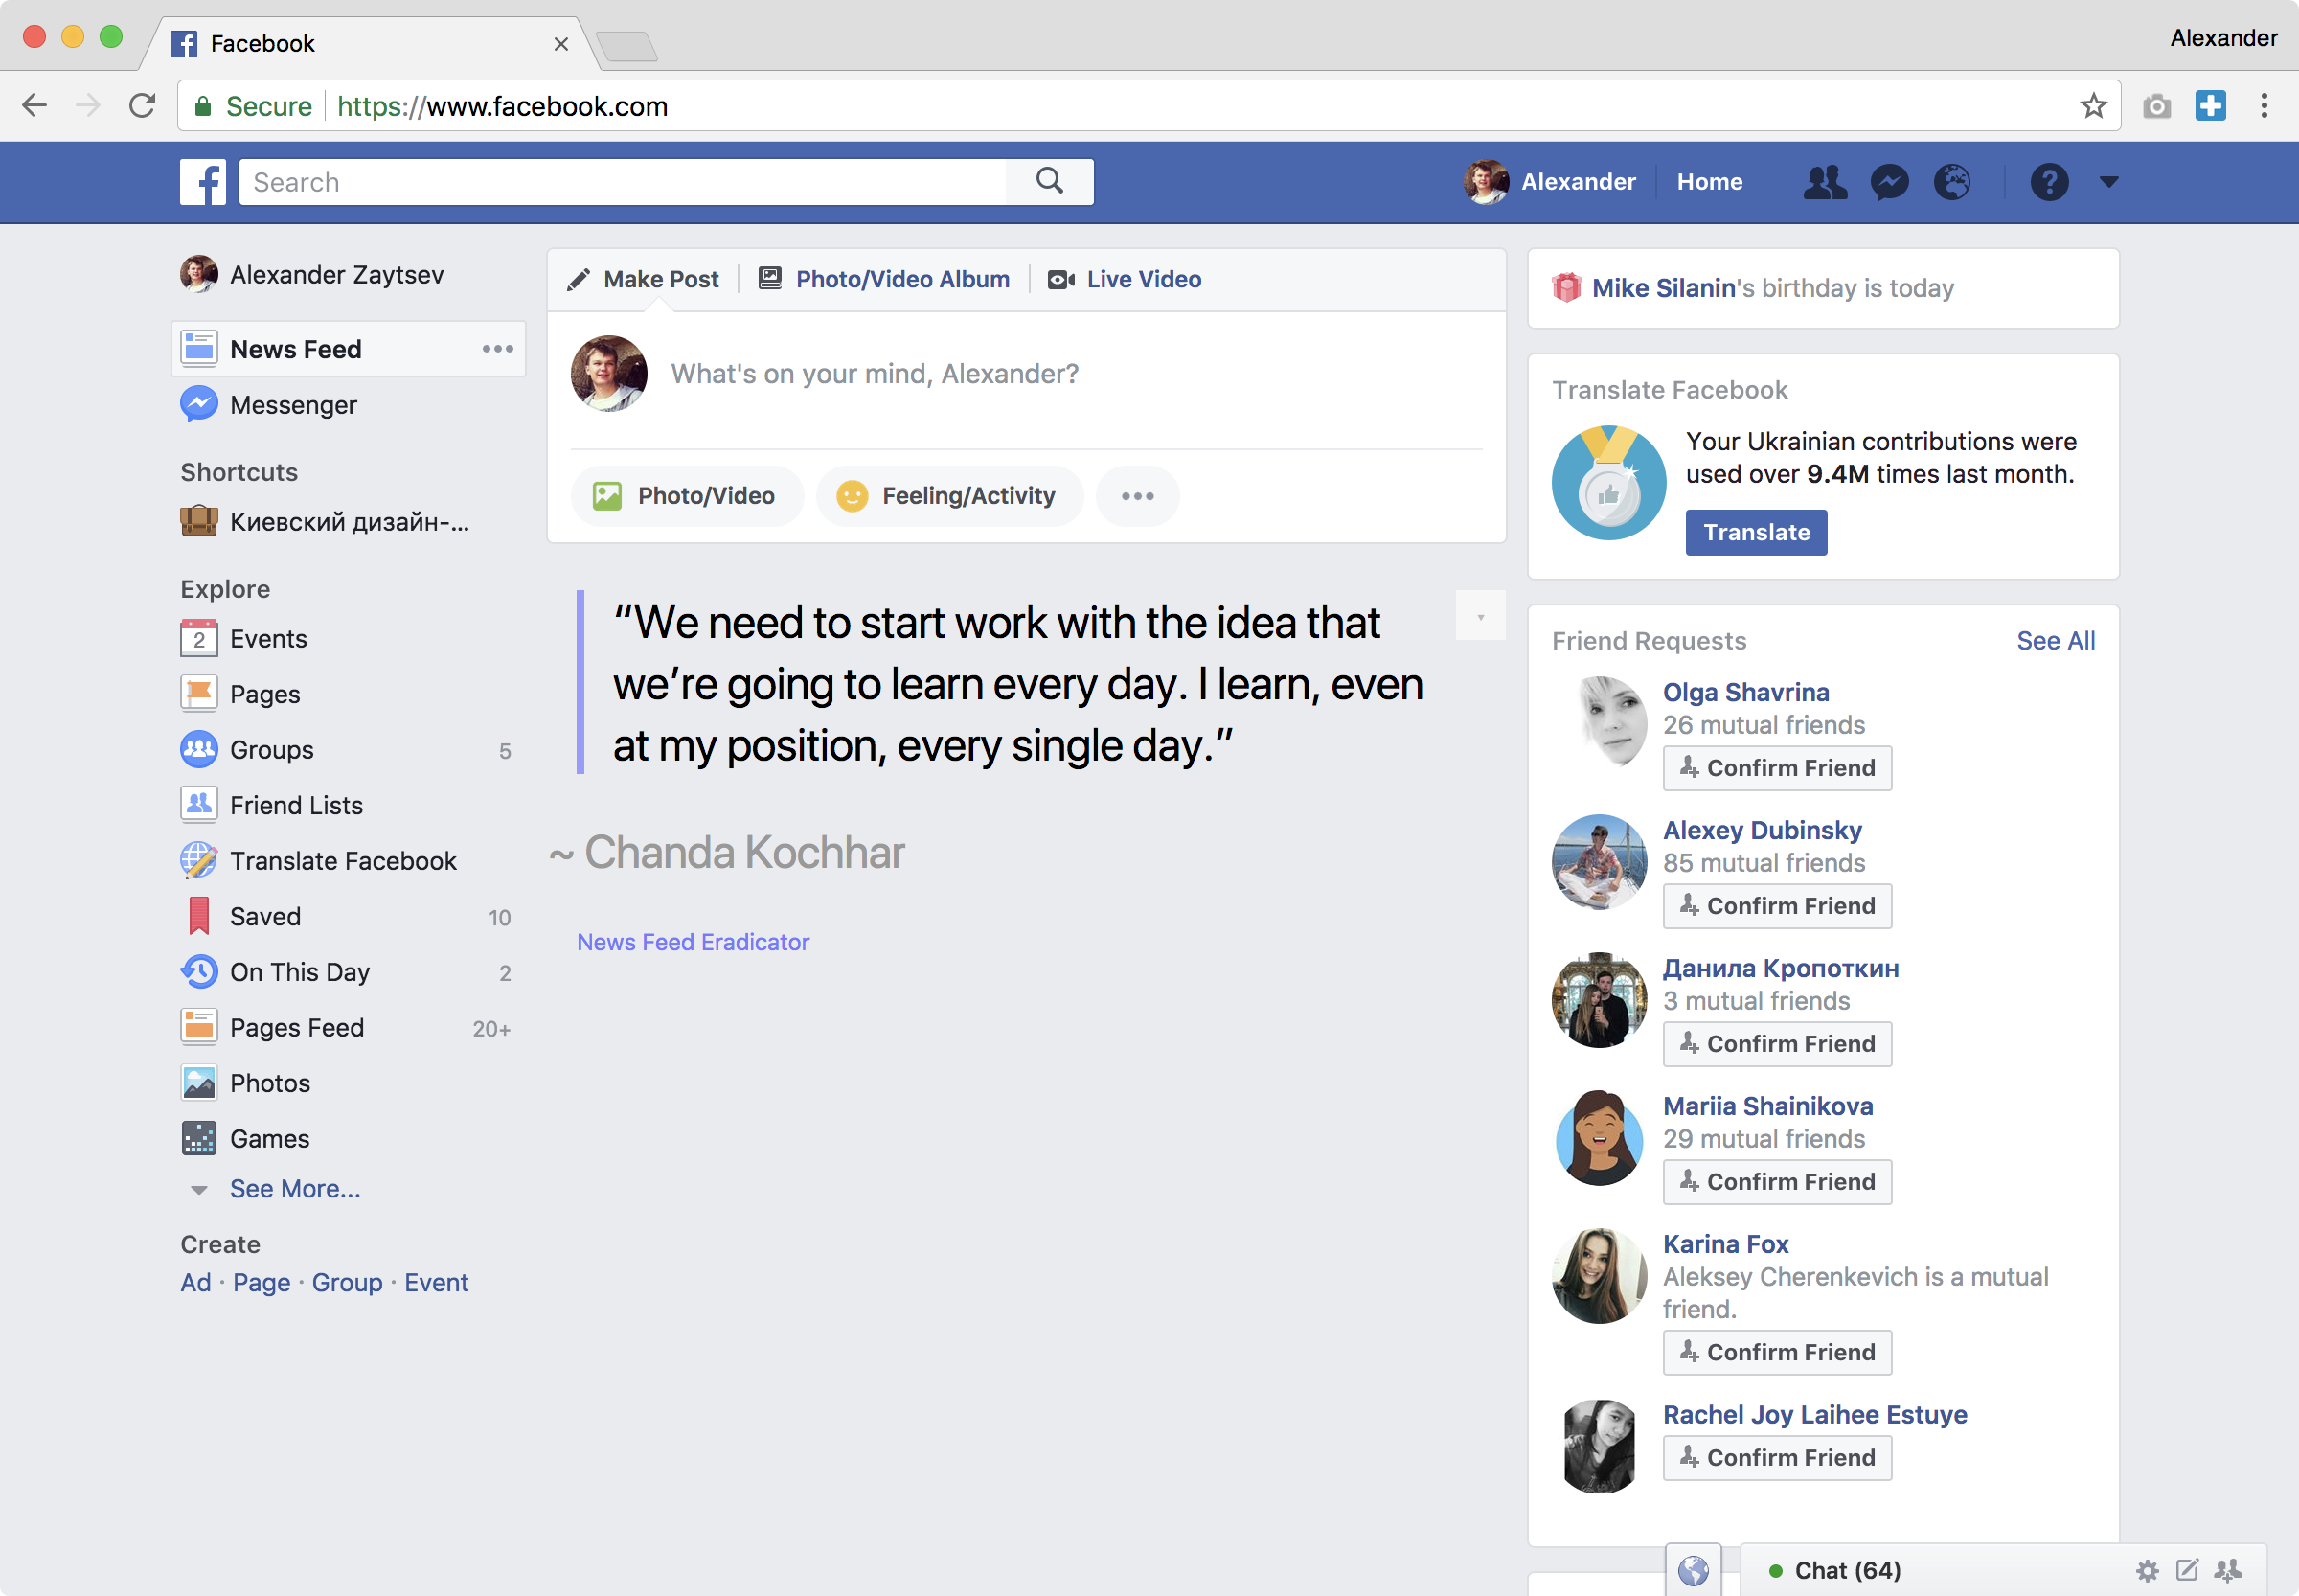 Facebook
Alexander
Secure
https://www.facebook.com
Search
Alexander
Home
Alexander Zaytsev
News Feed
Messenger
Shortcuts
Киевский дизайн-...
Explore
2
Events
Pages
Groups 5
Friend Lists
Translate Facebook
Saved 10
On This Day 2
Pages Feed 20+
Photos
Games
See More...
Create
Ad · Page · Group · Event
Make Post
Photo/Video Album
Live Video
What's on your mind, Alexander?
Photo/Video
Feeling/Activity
“We need to start work with the idea that
we’re going to learn every day. I learn, even
at my position, every single day.”
~ Chanda Kochhar
News Feed Eradicator
Mike Silanin's birthday is today
Translate Facebook
Your Ukrainian contributions were
used over 9.4M times last month.
Translate
Friend Requests See All
Olga Shavrina
26 mutual friends
Confirm Friend
Alexey Dubinsky
85 mutual friends
Confirm Friend
Данила Кропоткин
3 mutual friends
Confirm Friend
Mariia Shainikova
29 mutual friends
Confirm Friend
Karina Fox
Aleksey Cherenkevich is a mutual
friend.
Confirm Friend
Rachel Joy Laihee Estuye
Confirm Friend
Chat (64)